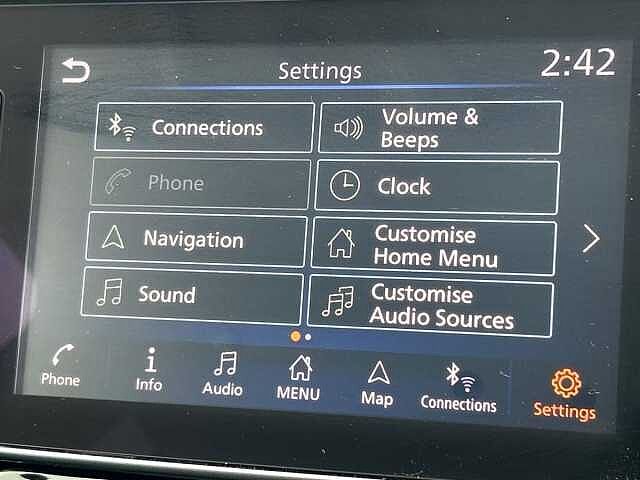 Settings
2:42
Connections
Volume &
Beeps
Phone
Clock
Navigation
Customise
Home Menu
Sound
Customise
Audio Sources
Phone
Info
Audio
MENU
Map
Connections
Settings